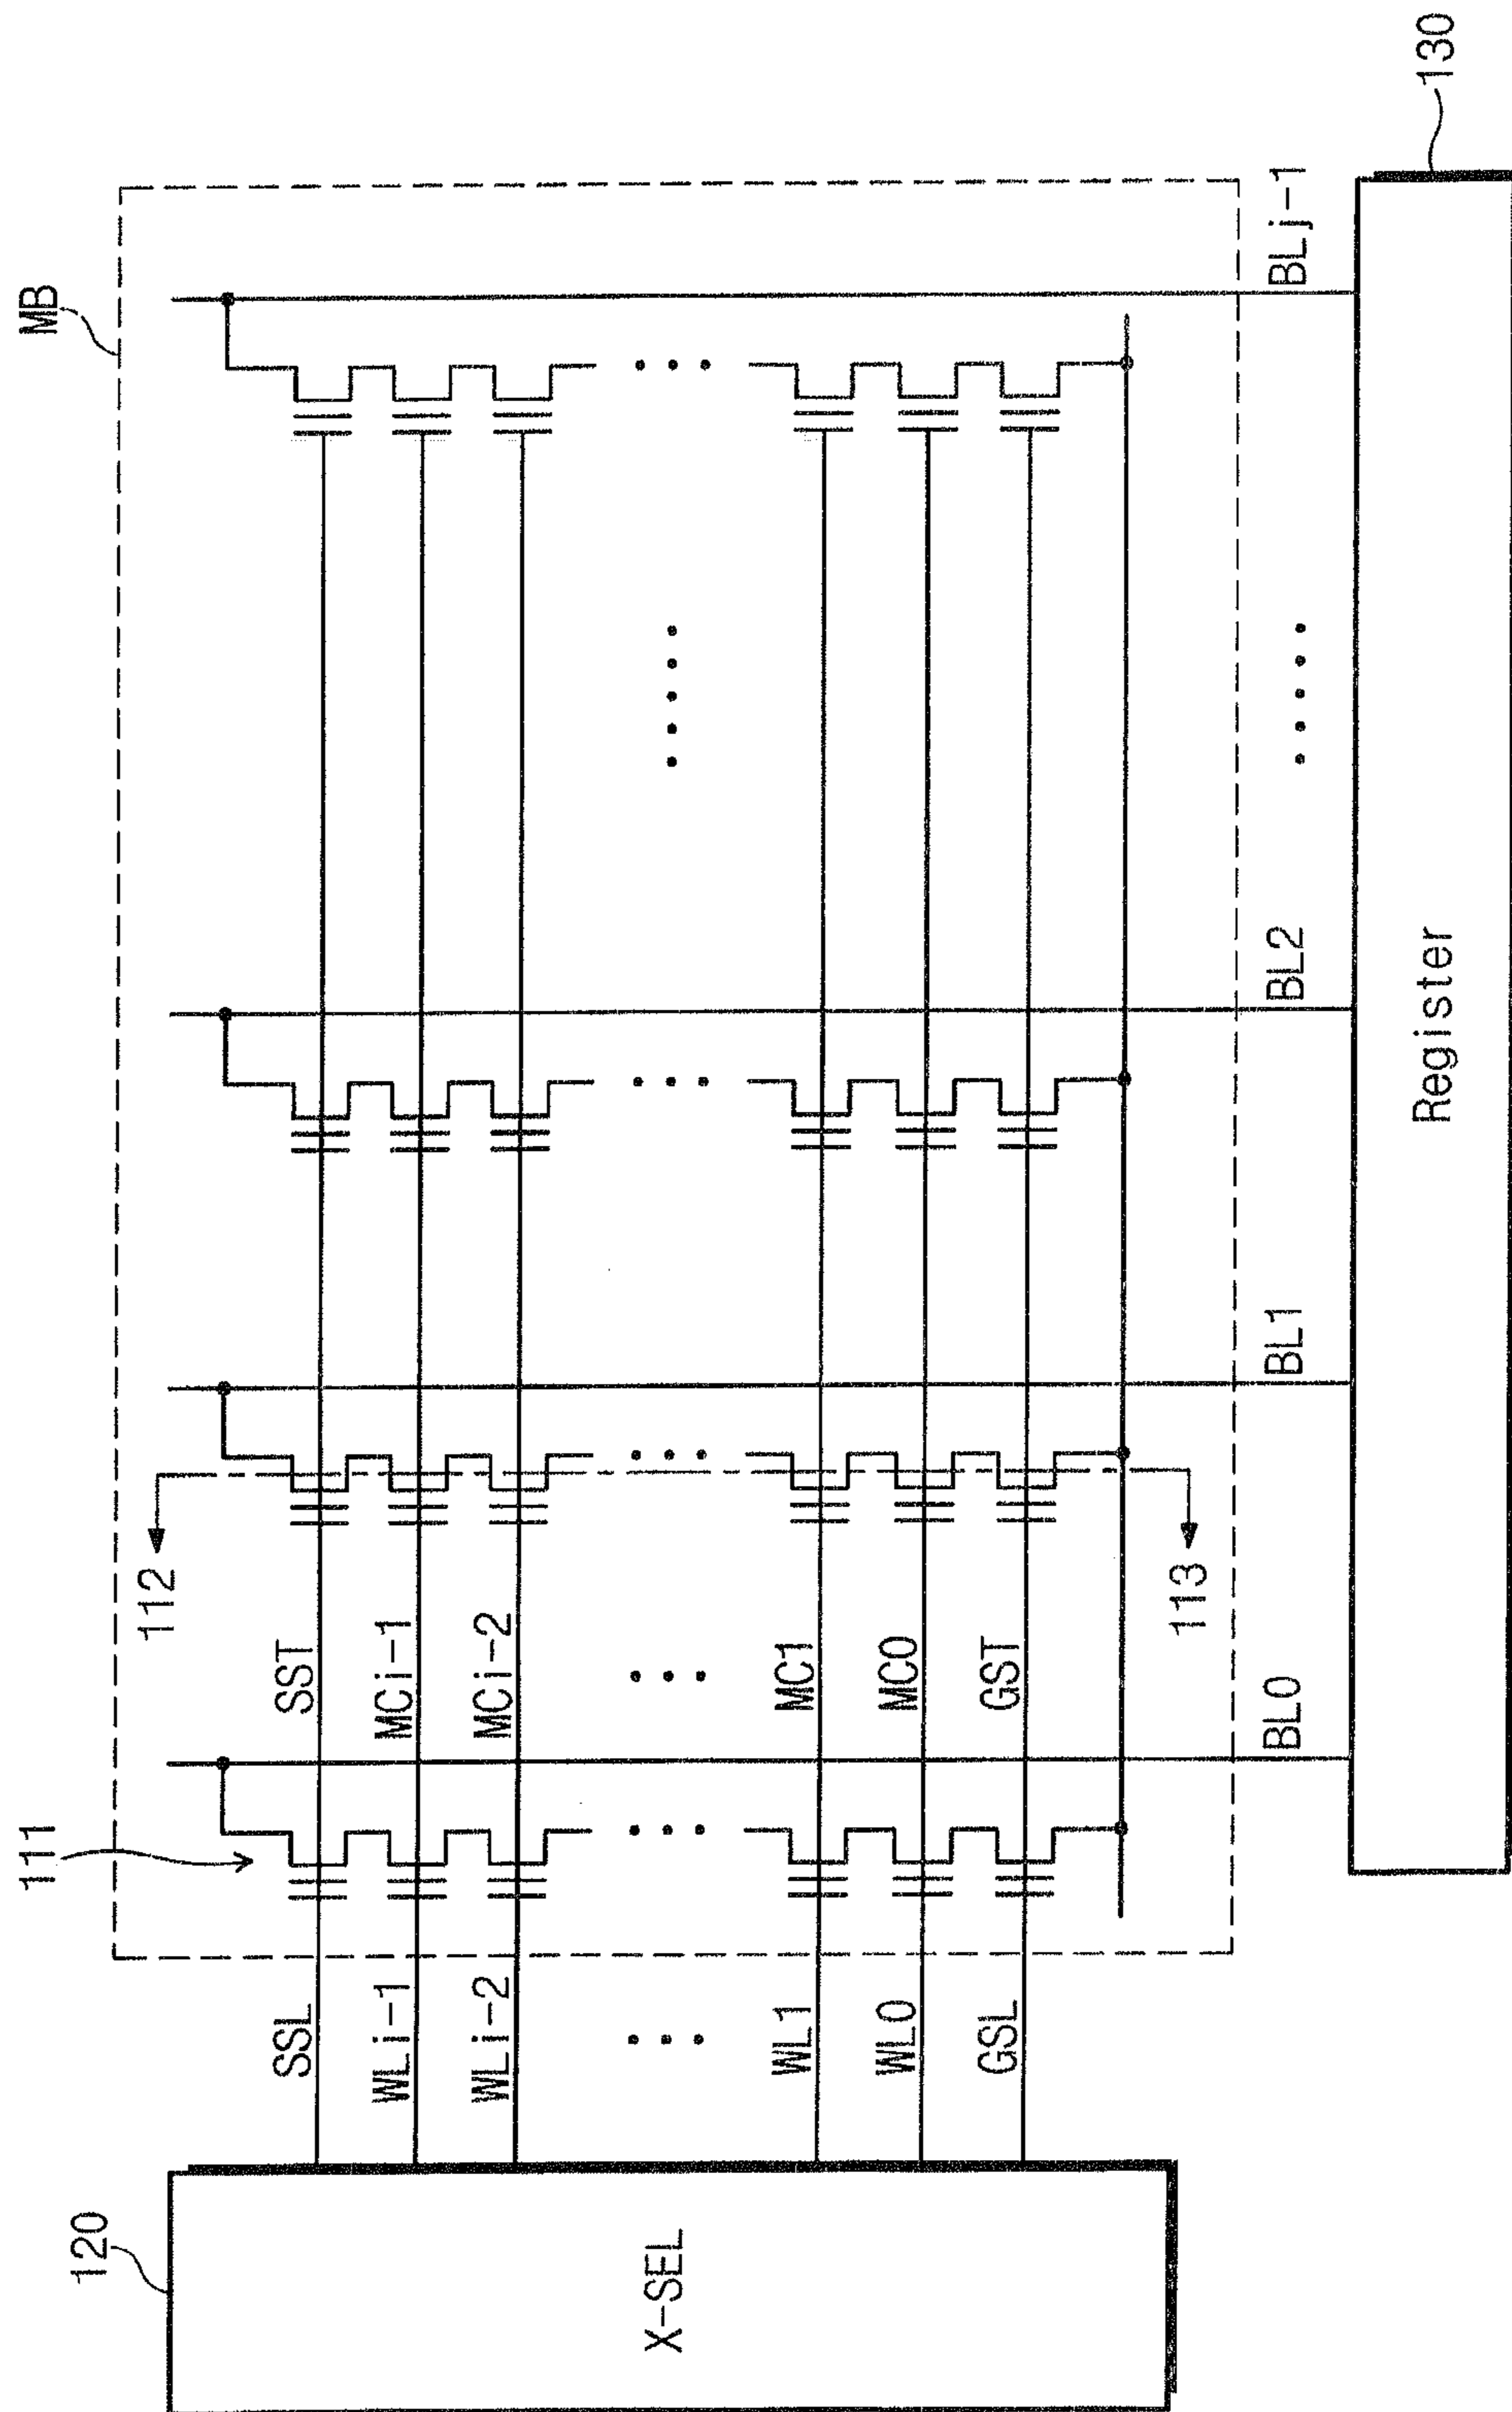 MB
111
112
SSL
SST
WLi-1
MCi-1
WLi-2
MCi-2
WL1
MC1
WL0
MC0
GSL
GST
113
120
X-SEL
BL0
BL1
BL2
BLj-1
Register
130